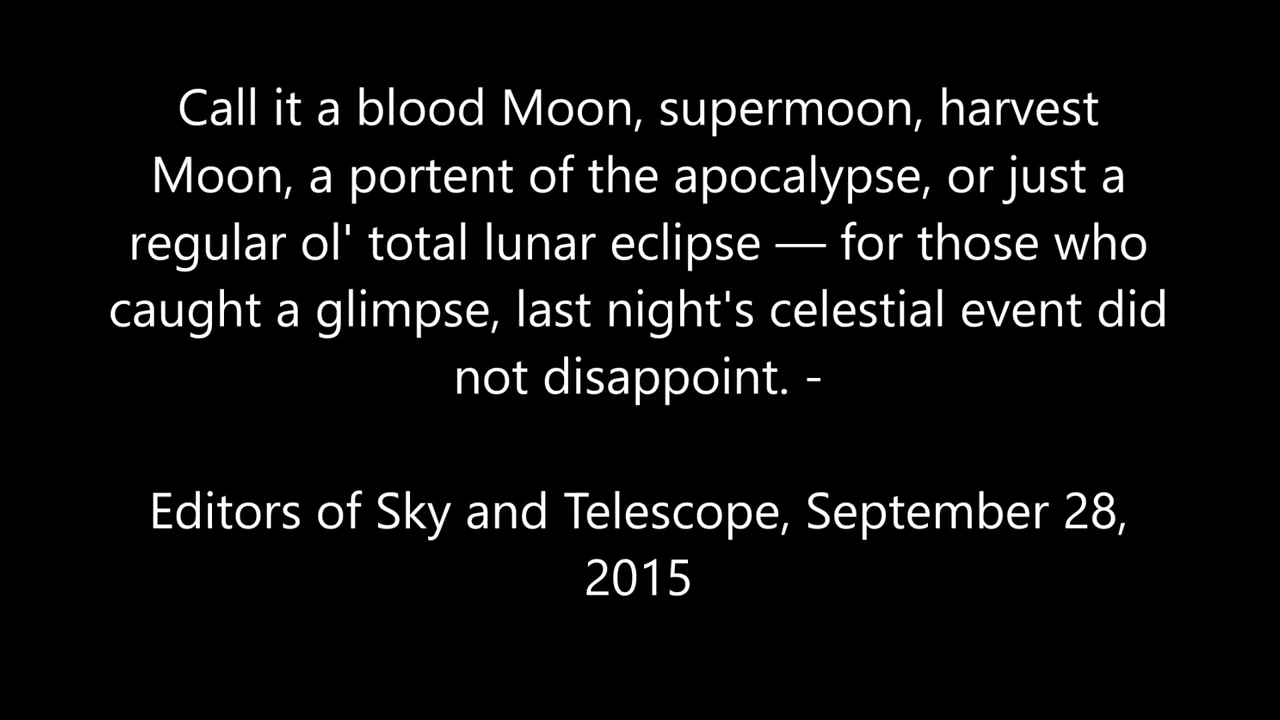 Call it a blood Moon, supermoon, harvest
Moon, a portent of the apocalypse, or just a
regular ol' total lunar eclipse — for those who
caught a glimpse, last night's celestial event did
not disappoint. -
Editors of Sky and Telescope, September 28,
2015